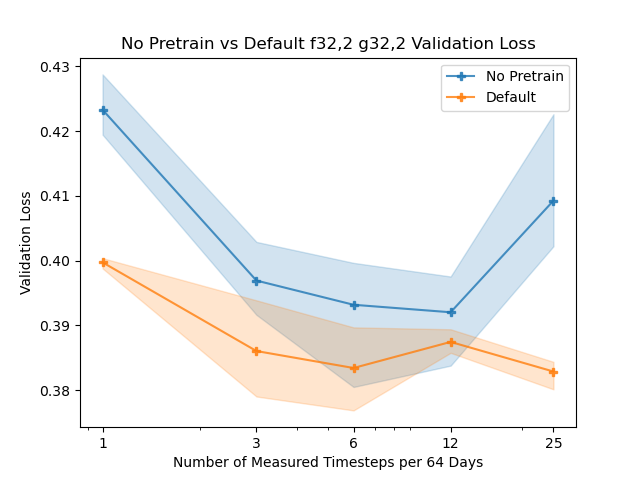 No Pretrain vs Default f32,2 g32,2 Validation Loss
No Pretrain
Default
0.43
0.42
0.41
0.40
0.39
0.38
Validation Loss
1
3
6
12
25
Number of Measured Timesteps per 64 Days